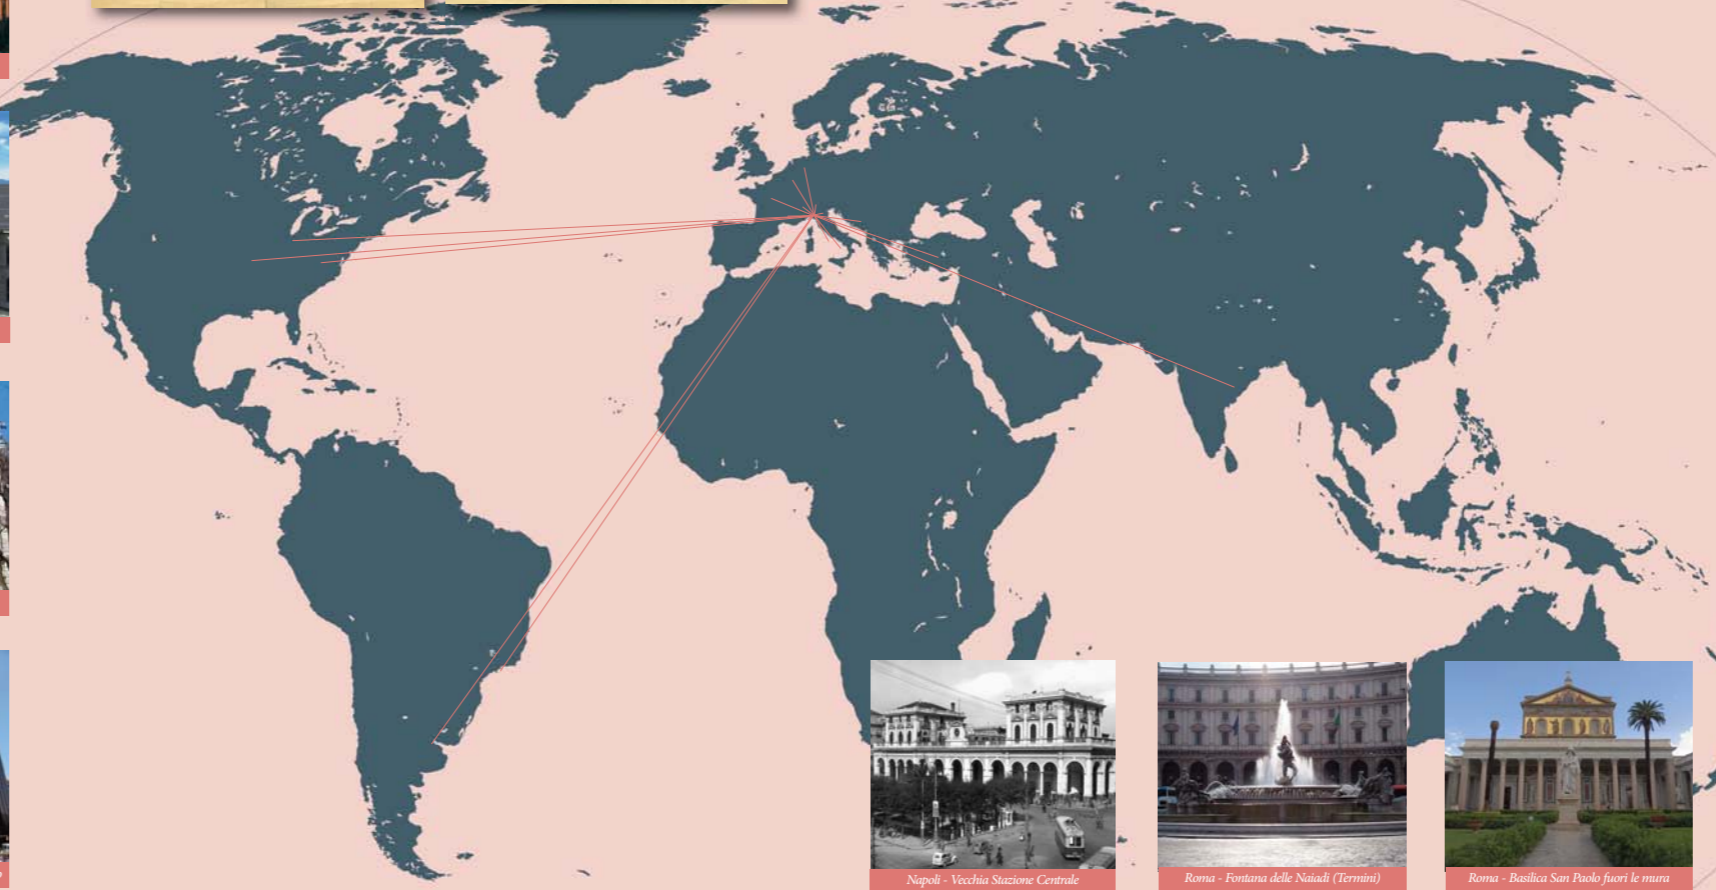 Napoli - Vecchia Stazione Centrale
Roma - Fontana delle Naiadi (Termini)
Roma - Basilica San Paolo fuori le mura